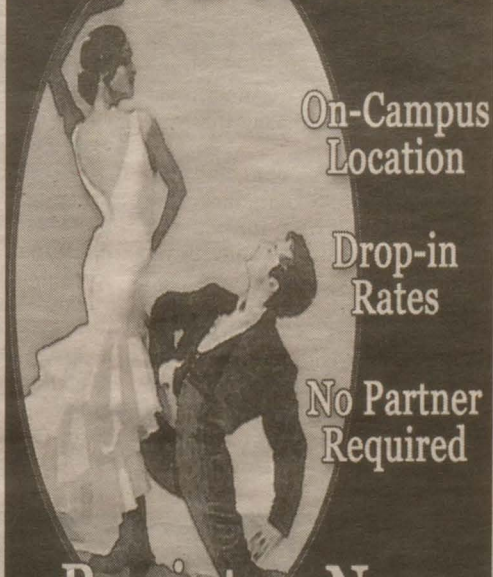 On-Campus
Location
Drop-in
Rates
No Partner
Required